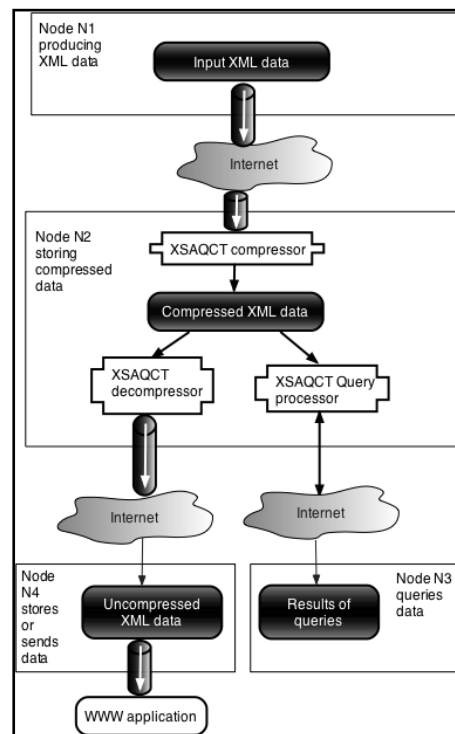 Node N1
producing
XML data
Input XML data
Internet
Node N2
storing
compressed
data
XSAQCT compressor
Compressed XML data
XSAQCT
decompressor
XSAQCT Query
processor
Internet
Internet
Node
N4
stores
or
sends
data
Uncompressed
XML data
Results of
queries
Node N3
queries
data
WWW application